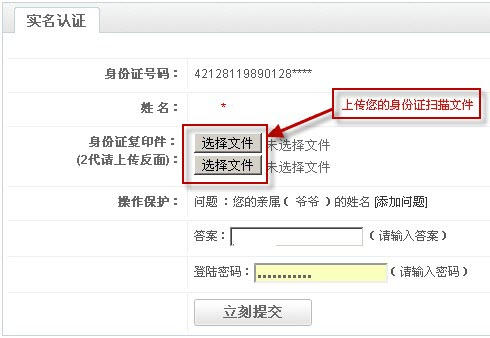 实名认证
身份证号码： 42128119890128****
姓 名： *
上传您的身份证扫描文件
身份证复印件： 选择文件 未选择文件
(2代请上传反面)： 选择文件 未选择文件
操作保护： 问题：您的亲属（ 爷爷 ）的姓名 [添加问题]
答案： （请输入答案）
登陆密码： ••••••••••• （请输入密码）
立刻提交